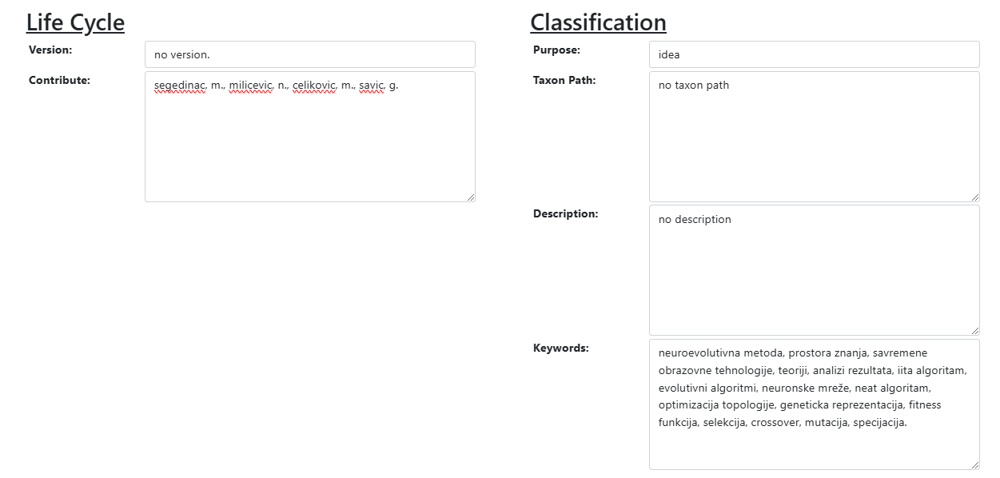 Life Cycle
Version:
no version.
Contribute:
segedinac, m., milicevic, n., celikovic, m., savic, g.
Classification
Purpose:
idea
Taxon Path:
no taxon path
Description:
no description
Keywords:
neuroevolutivna metoda, prostora znanja, savremene
obrazovne tehnologije, teoriji, analizi rezultata, iita algoritam,
evolutivni algoritmi, neuronske mreže, neat algoritam,
optimizacija topologije, geneticka reprezentacija, fitness
funkcija, selekcija, crossover, mutacija, specijacija.